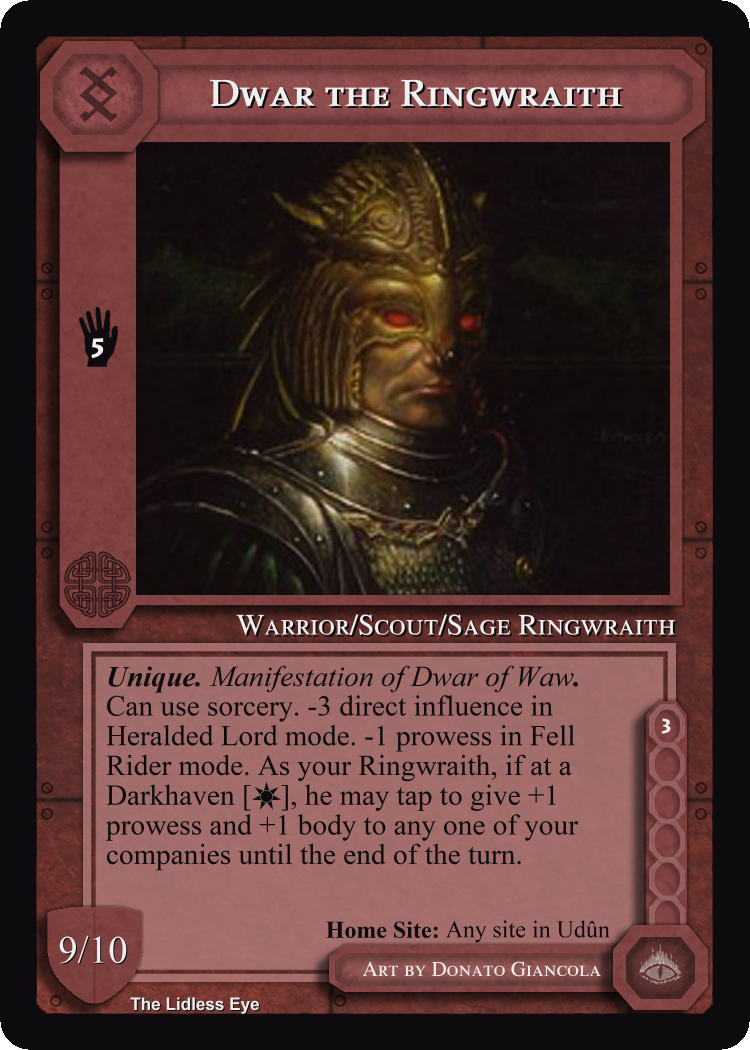 Dwar the Ringwraith
5
Warrior/Scout/Sage Ringwraith
Unique. Manifestation of Dwar of Waw.
Can use sorcery. -3 direct influence in
Heralded Lord mode. -1 prowess in Fell
Rider mode. As your Ringwraith, if at a
Darkhaven [☀], he may tap to give +1
prowess and +1 body to any one of your
companies until the end of the turn.
3
Home Site: Any site in Udûn
9/10
Art by Donato Giancola
The Lidless Eye